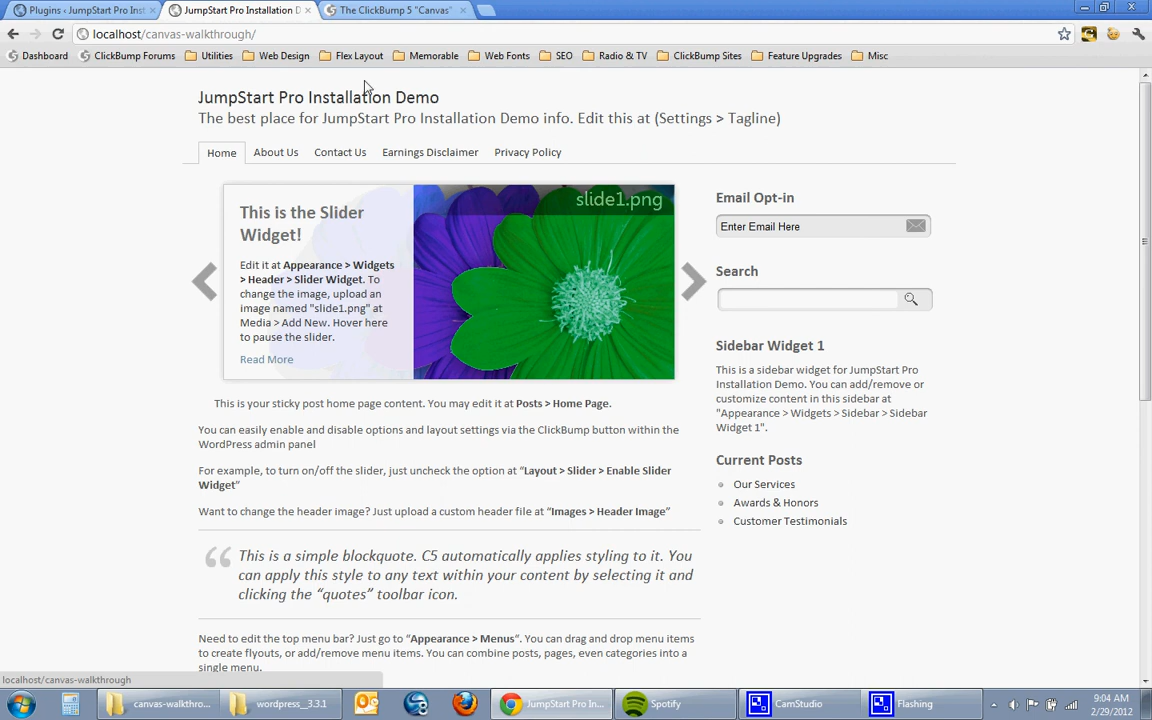 Plugins ‹ JumpStart Pro Inst
JumpStart Pro Installation D
The ClickBump 5 "Canvas"
localhost/canvas-walkthrough/
Dashboard ClickBump Forums Utilities Web Design Flex Layout Memorable Web Fonts SEO Radio & TV ClickBump Sites Feature Upgrades Misc
JumpStart Pro Installation Demo
The best place for JumpStart Pro Installation Demo info. Edit this at (Settings > Tagline)
Home About Us Contact Us Earnings Disclaimer Privacy Policy
This is the Slider
Widget!
Edit it at Appearance > Widgets
> Header > Slider Widget. To
change the image, upload an
image named "slide1.png" at
Media > Add New. Hover here
to pause the slider.
Read More
slide1.png
This is your sticky post home page content. You may edit it at Posts > Home Page.
You can easily enable and disable options and layout settings via the ClickBump button within the
WordPress admin panel
For example, to turn on/off the slider, just uncheck the option at “Layout > Slider > Enable Slider
Widget”
Want to change the header image? Just upload a custom header file at “Images > Header Image”
“
This is a simple blockquote. C5 automatically applies styling to it. You
can apply this style to any text within your content by selecting it and
clicking the “quotes” toolbar icon.
Need to edit the top menu bar? Just go to “Appearance > Menus”. You can drag and drop menu items
to create flyouts, or add/remove menu items. You can combine posts, pages, even categories into a
single menu.
Email Opt-in
Enter Email Here
Search
Sidebar Widget 1
This is a sidebar widget for JumpStart Pro
Installation Demo. You can add/remove or
customize content in this sidebar at
"Appearance > Widgets > Sidebar > Sidebar
Widget 1".
Current Posts
Our Services
Awards & Honors
Customer Testimonials
localhost/canvas-walkthrough
canvas-walkthro... wordpress_3.3.1 JumpStart Pro In... Spotify CamStudio Flashing
9:04 AM
2/29/2012